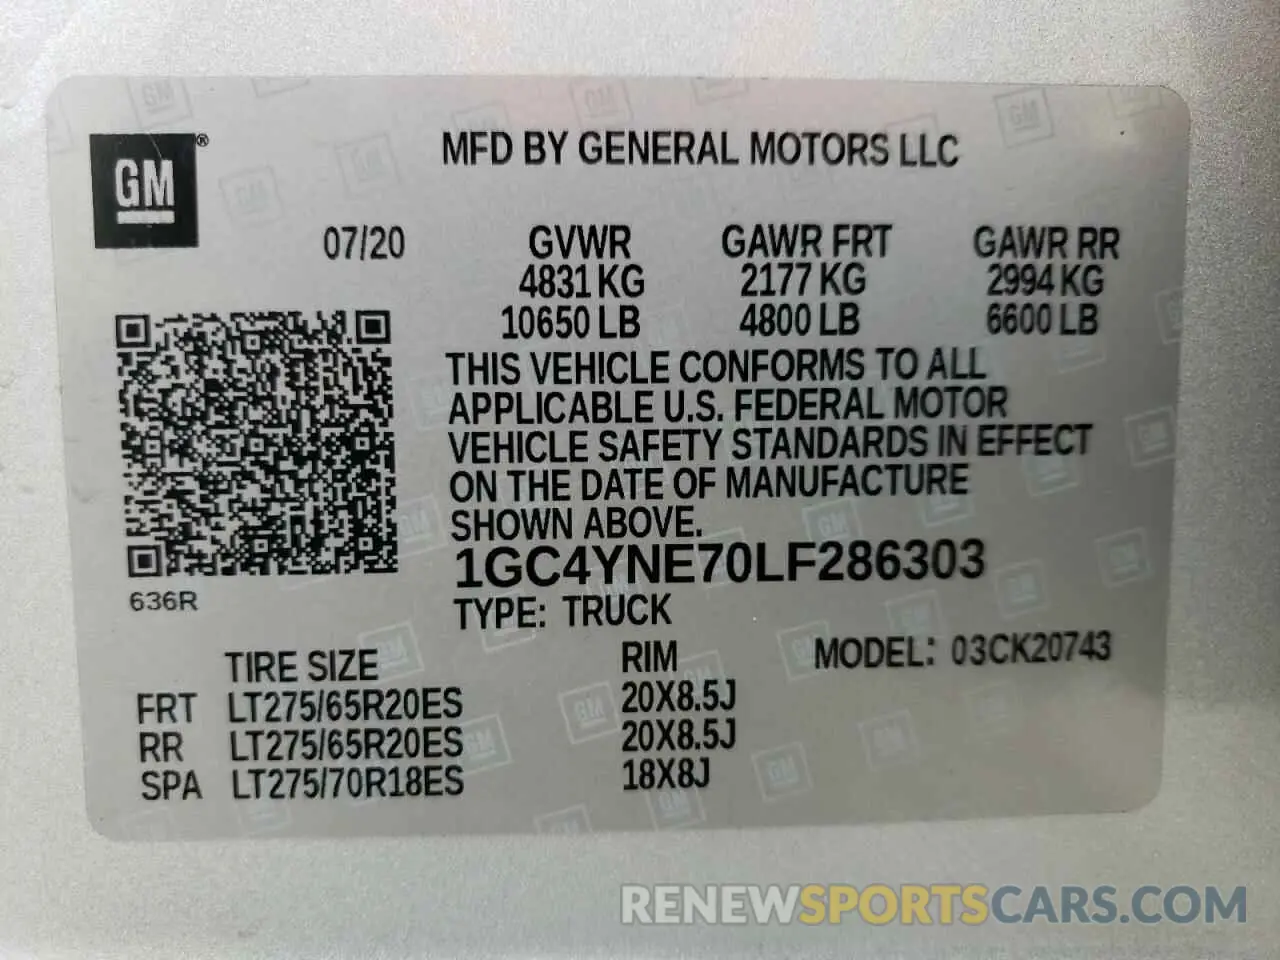 GM ®
MFD BY GENERAL MOTORS LLC
07/20 GVWR GAWR FRT GAWR RR
4831 KG 2177 KG 2994 KG
10650 LB 4800 LB 6600 LB
THIS VEHICLE CONFORMS TO ALL
APPLICABLE U.S. FEDERAL MOTOR
VEHICLE SAFETY STANDARDS IN EFFECT
ON THE DATE OF MANUFACTURE
SHOWN ABOVE.
1GC4YNE70LF286303
636R
TYPE: TRUCK
TIRE SIZE RIM MODEL: 03CK20743
FRT LT275/65R20ES 20X8.5J
RR LT275/65R20ES 20X8.5J
SPA LT275/70R18ES 18X8J
RENEWSPORTSCARS.COM